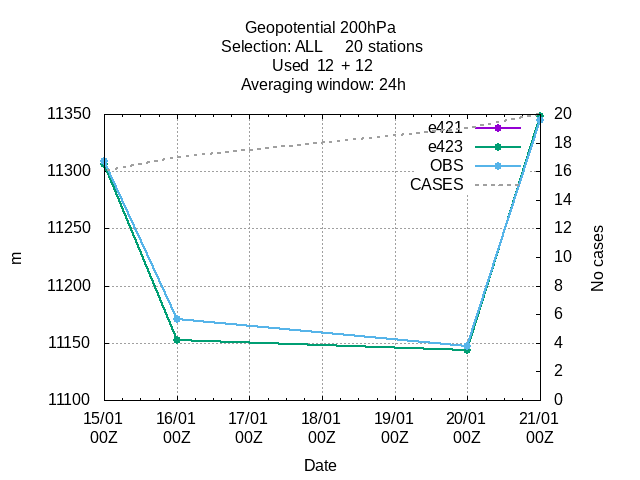 Geopotential 200hPa
Selection: ALL     20 stations
Used  12  + 12
Averaging window: 24h
11350
11300
11250
11200
11150
11100
m
20
18
16
14
12
10
8
6
4
2
0
No cases
e421
e423
OBS
CASES
15/01 16/01 17/01 18/01 19/01 20/01 21/01
00Z 00Z 00Z 00Z 00Z 00Z 00Z
Date